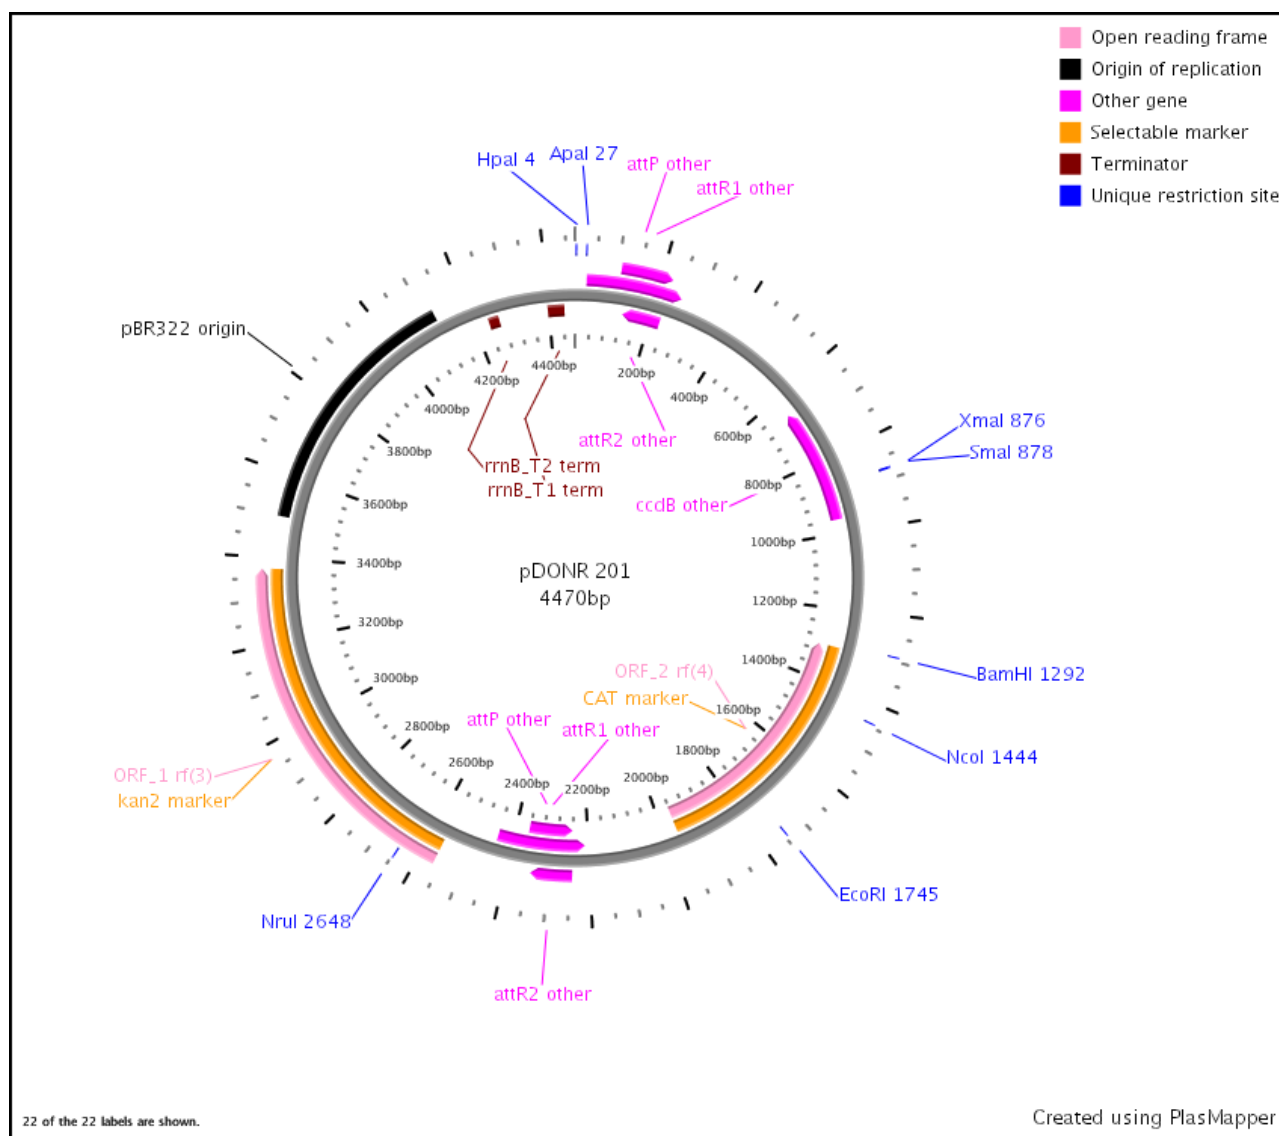 Open reading frame
Origin of replication
Other gene
Selectable marker
Terminator
Unique restriction site
HpaI 4
ApaI 27
attP other
attR1 other
pBR322 origin
4400bp
200bp
4200bp
400bp
4000bp
600bp
3800bp
attR2 other
rrnB_T2 term
rrnB_T1 term
XmaI 876
SmaI 878
800bp
ccdB other
3600bp
1000bp
3400bp
pDONR 201
4470bp
1200bp
3200bp
1400bp
ORF_2 rf(4)
CAT marker
BamHI 1292
3000bp
1600bp
attP other
attR1 other
2800bp
1800bp
NcoI 1444
2600bp
2000bp
2400bp
2200bp
ORF_1 rf(3)
kan2 marker
EcoRI 1745
NruI 2648
attR2 other
22 of the 22 labels are shown.
Created using PlasMapper